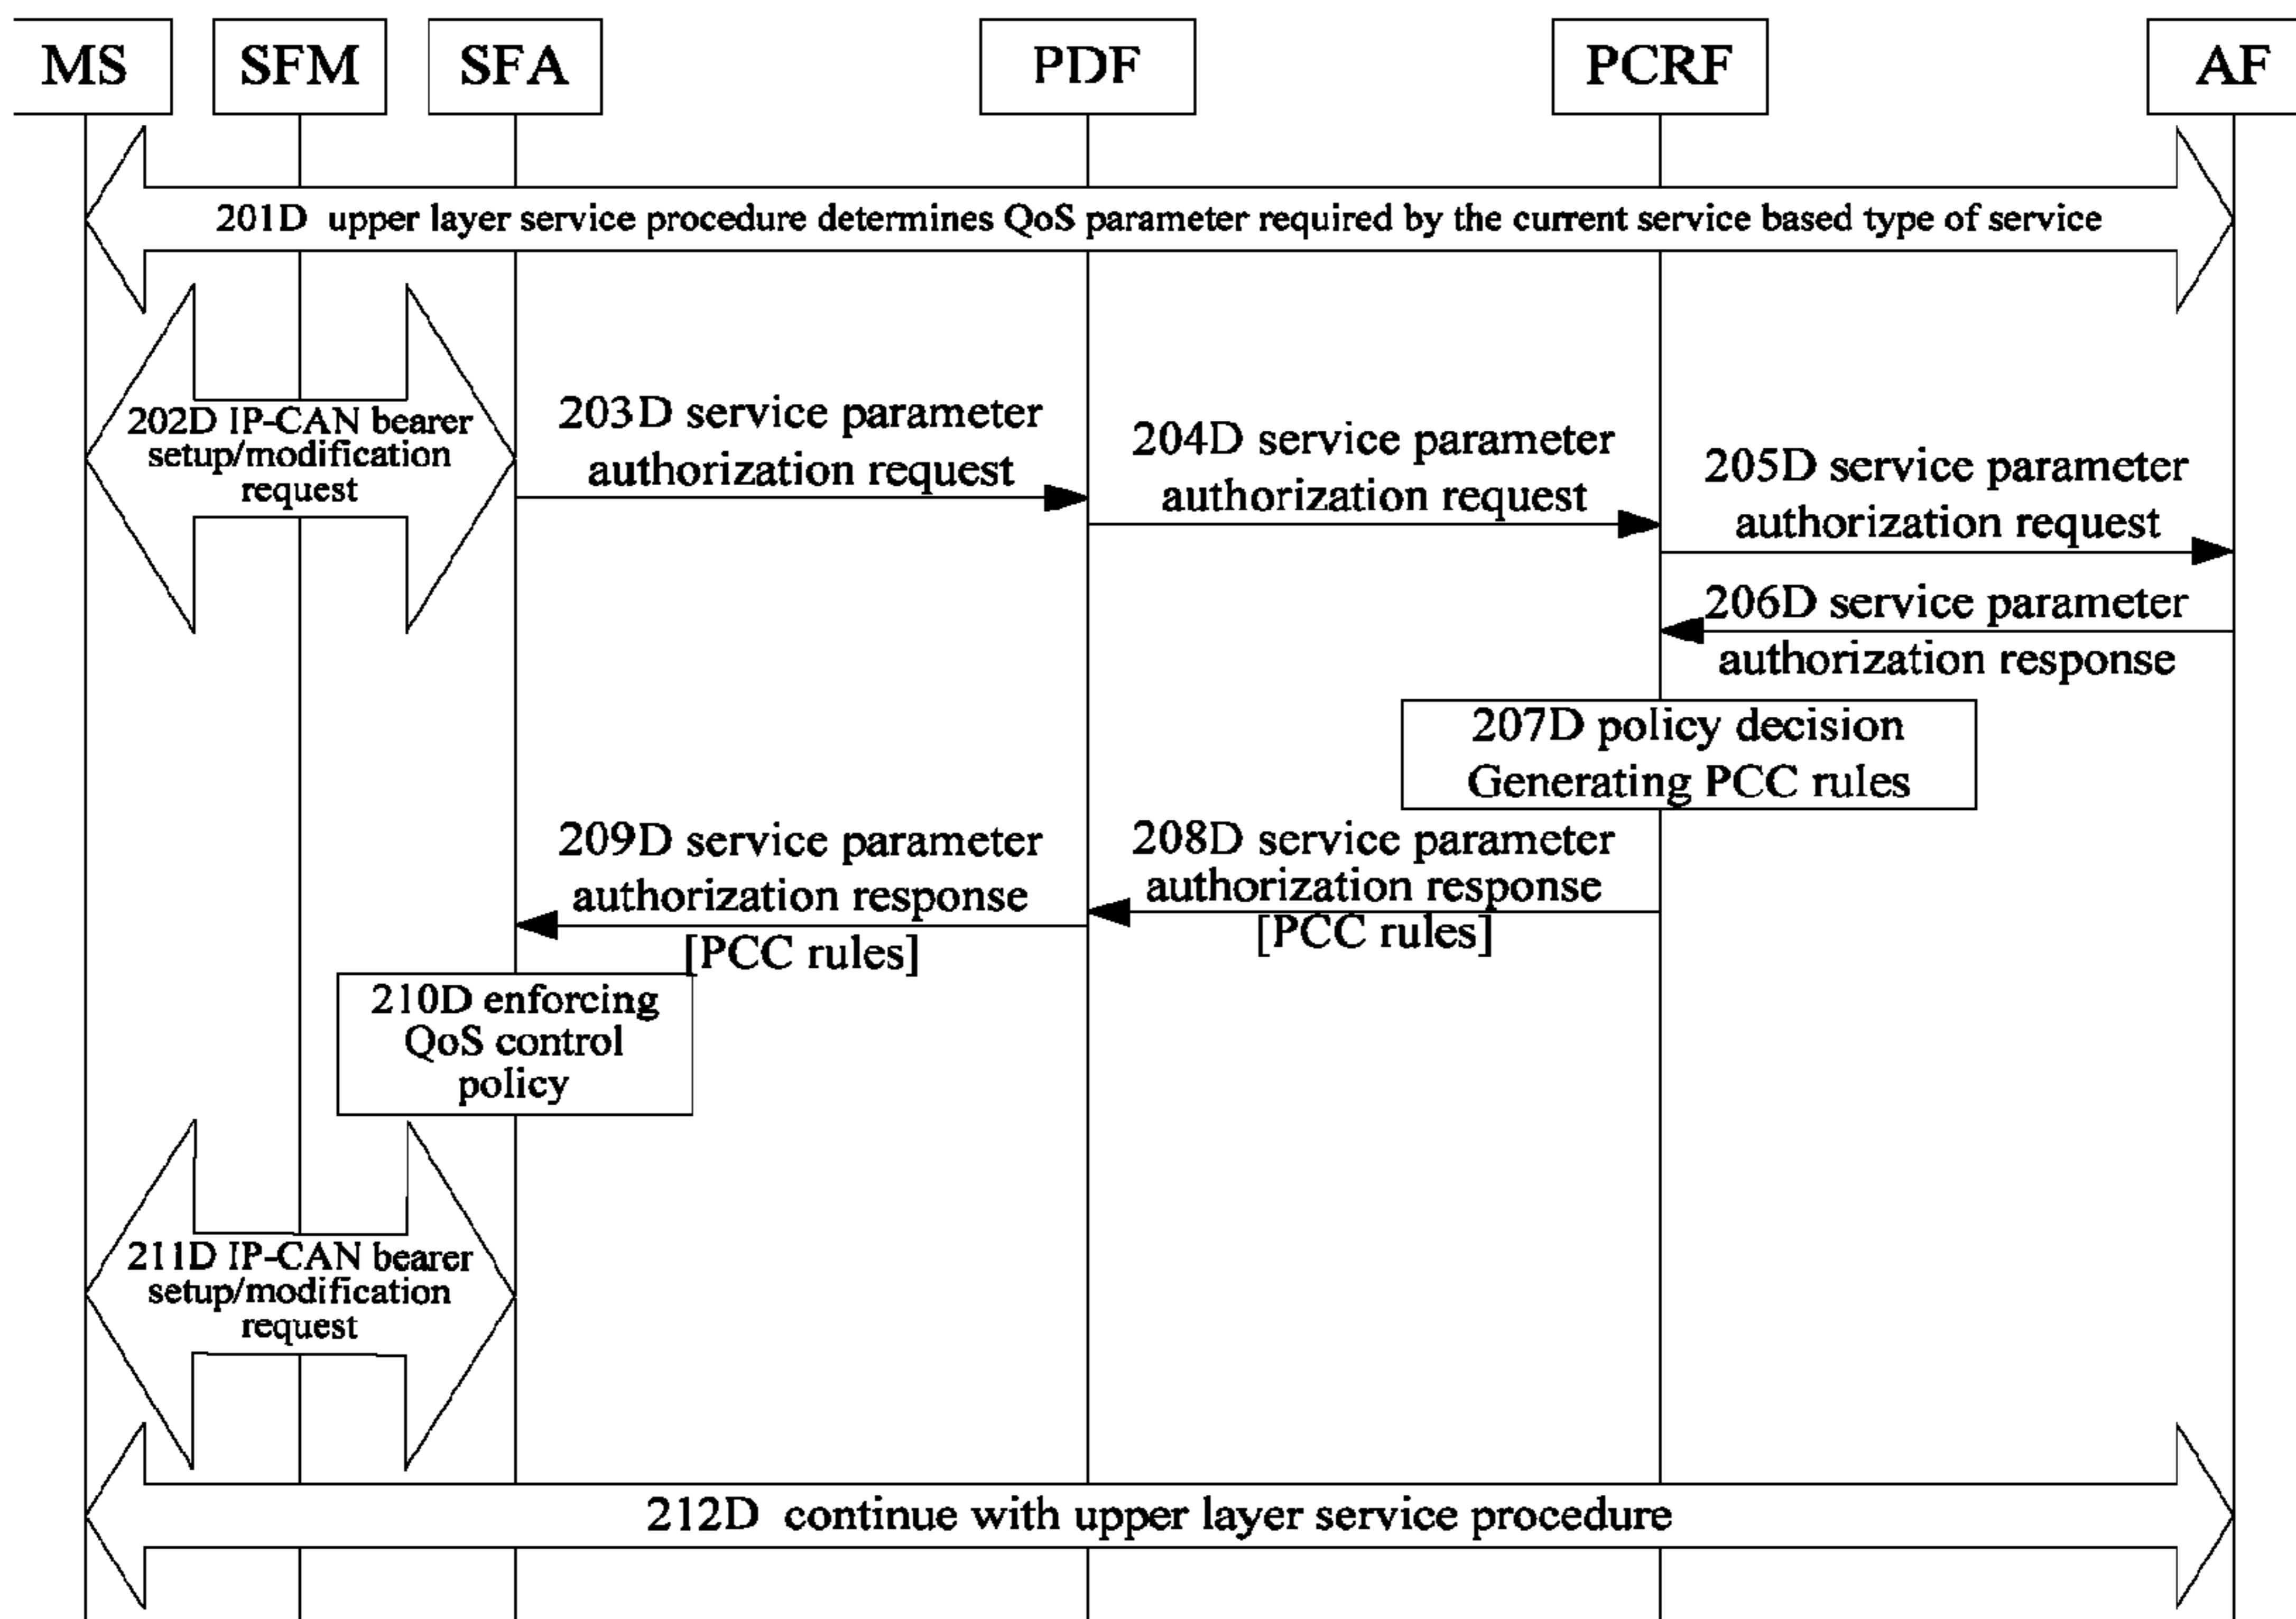 MS
SFM
SFA
PDF
PCRF
AF
201D upper layer service procedure determines QoS parameter required by the current service based type of service
202D IP-CAN bearer
setup/modification
request
203D service parameter
authorization request
204D service parameter
authorization request
205D service parameter
authorization request
206D service parameter
authorization response
207D policy decision
Generating PCC rules
208D service parameter
authorization response
[PCC rules]
209D service parameter
authorization response
[PCC rules]
210D enforcing
QoS control
policy
211D IP-CAN bearer
setup/modification
request
212D continue with upper layer service procedure